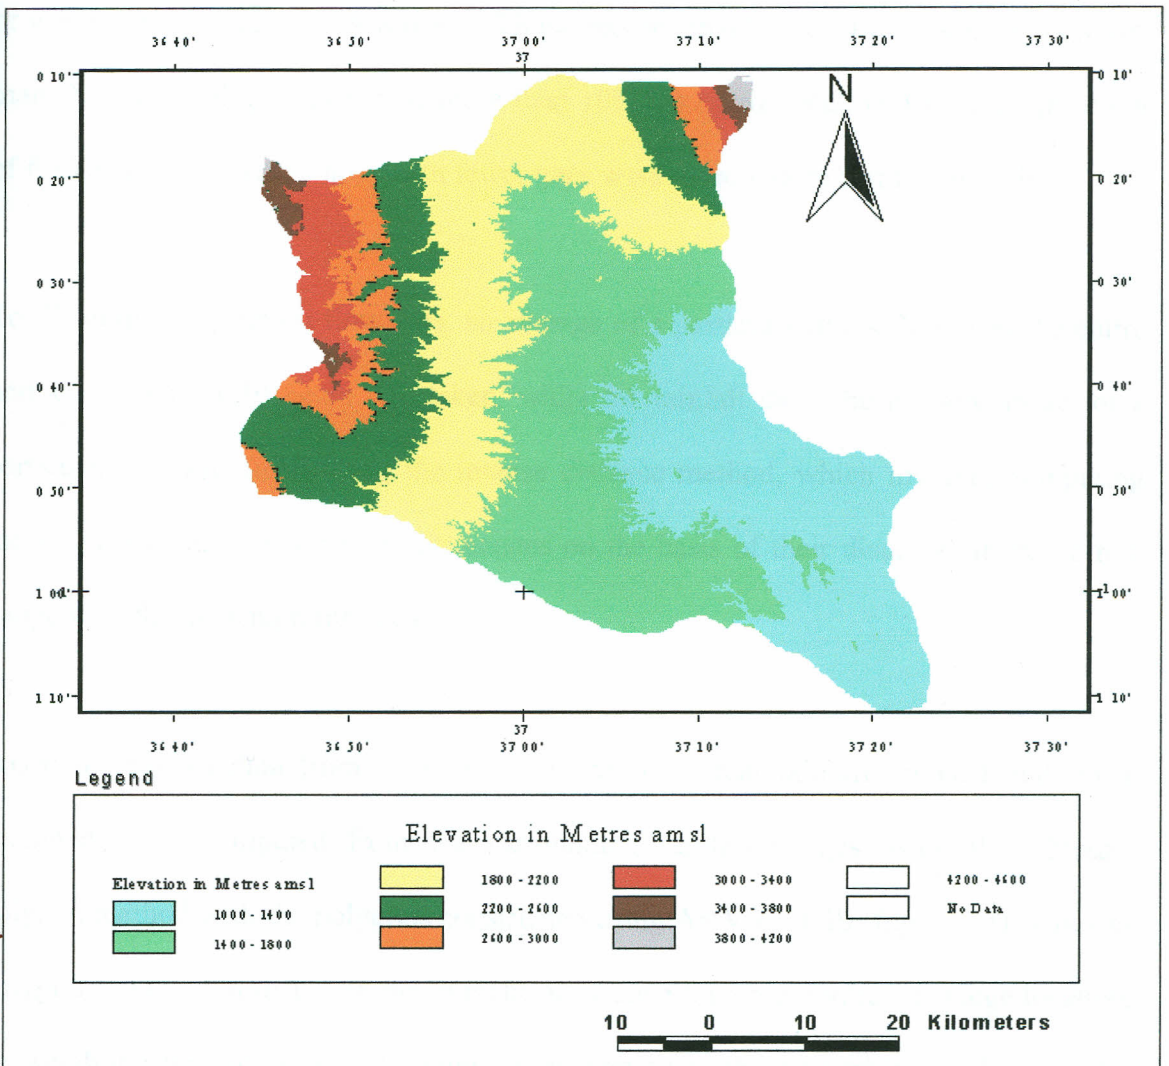 36 40' 36 50' 37 00' 37 10' 37 20' 37 30'
37
0 10' 0 10'
N
0 20' 0 20'
0 30' 0 30'
0 40' 0 40'
0 50' 0 50'
1 00' 1 00'
1 10' 1 10'
37
36 40' 36 50' 37 00' 37 10' 37 20' 37 30'
Legend
Elevation in Metres amsl
Elevation in Metres amsl
1000 - 1400
1400 - 1800
1800 - 2200
2200 - 2600
2600 - 3000
3000 - 3400
3400 - 3800
3800 - 4200
4200 - 4600
No Data
10 0 10 20 Kilometers